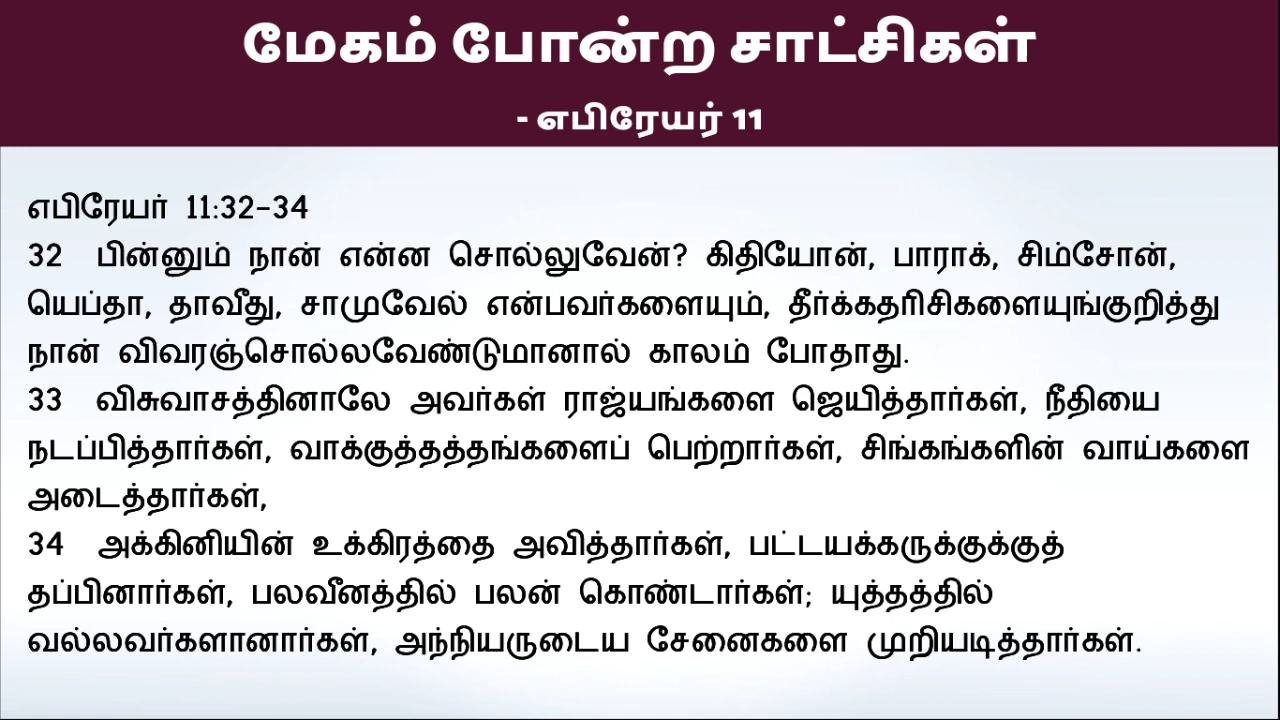 மேகம் போன்ற சாட்சிகள்
- எபிரேயர் 11
எபிரேயர் 11:32-34
32 பின்னும் நான் என்ன சொல்லுவேன்? கிதியோன், பாராக், சிம்சோன்,
யெப்தா, தாவீது, சாமுவேல் என்பவர்களையும், தீர்க்கதரிசிகளையுங்குறித்து
நான் விவரஞ்சொல்லவேண்டுமானால் காலம் போதாது.
33 விசுவாசத்தினாலே அவர்கள் ராஜ்யங்களை ஜெயித்தார்கள், நீதியை
நடப்பித்தார்கள், வாக்குத்தத்தங்களைப் பெற்றார்கள், சிங்கங்களின் வாய்களை
அடைத்தார்கள்,
34 அக்கினியின் உக்கிரத்தை அவித்தார்கள், பட்டயக்கருக்குக்குத்
தப்பினார்கள், பலவீனத்தில் பலன் கொண்டார்கள்; யுத்தத்தில்
வல்லவர்களானார்கள், அந்நியருடைய சேனைகளை முறியடித்தார்கள்.